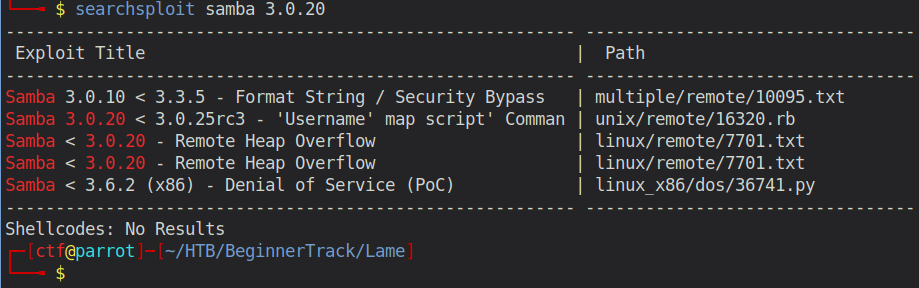 └──╼ $ searchsploit samba 3.0.20
--------------------------------------------------------- ---------------------------------
 Exploit Title                                           |  Path
--------------------------------------------------------- ---------------------------------
Samba 3.0.10 < 3.3.5 - Format String / Security Bypass   | multiple/remote/10095.txt
Samba 3.0.20 < 3.0.25rc3 - 'Username' map script' Comman | unix/remote/16320.rb
Samba < 3.0.20 - Remote Heap Overflow                    | linux/remote/7701.txt
Samba < 3.0.20 - Remote Heap Overflow                    | linux/remote/7701.txt
Samba < 3.6.2 (x86) - Denial of Service (PoC)            | linux_x86/dos/36741.py
--------------------------------------------------------- ---------------------------------
Shellcodes: No Results
┌─[ctf@parrot]─[~/HTB/BeginnerTrack/Lame]
└──╼ $